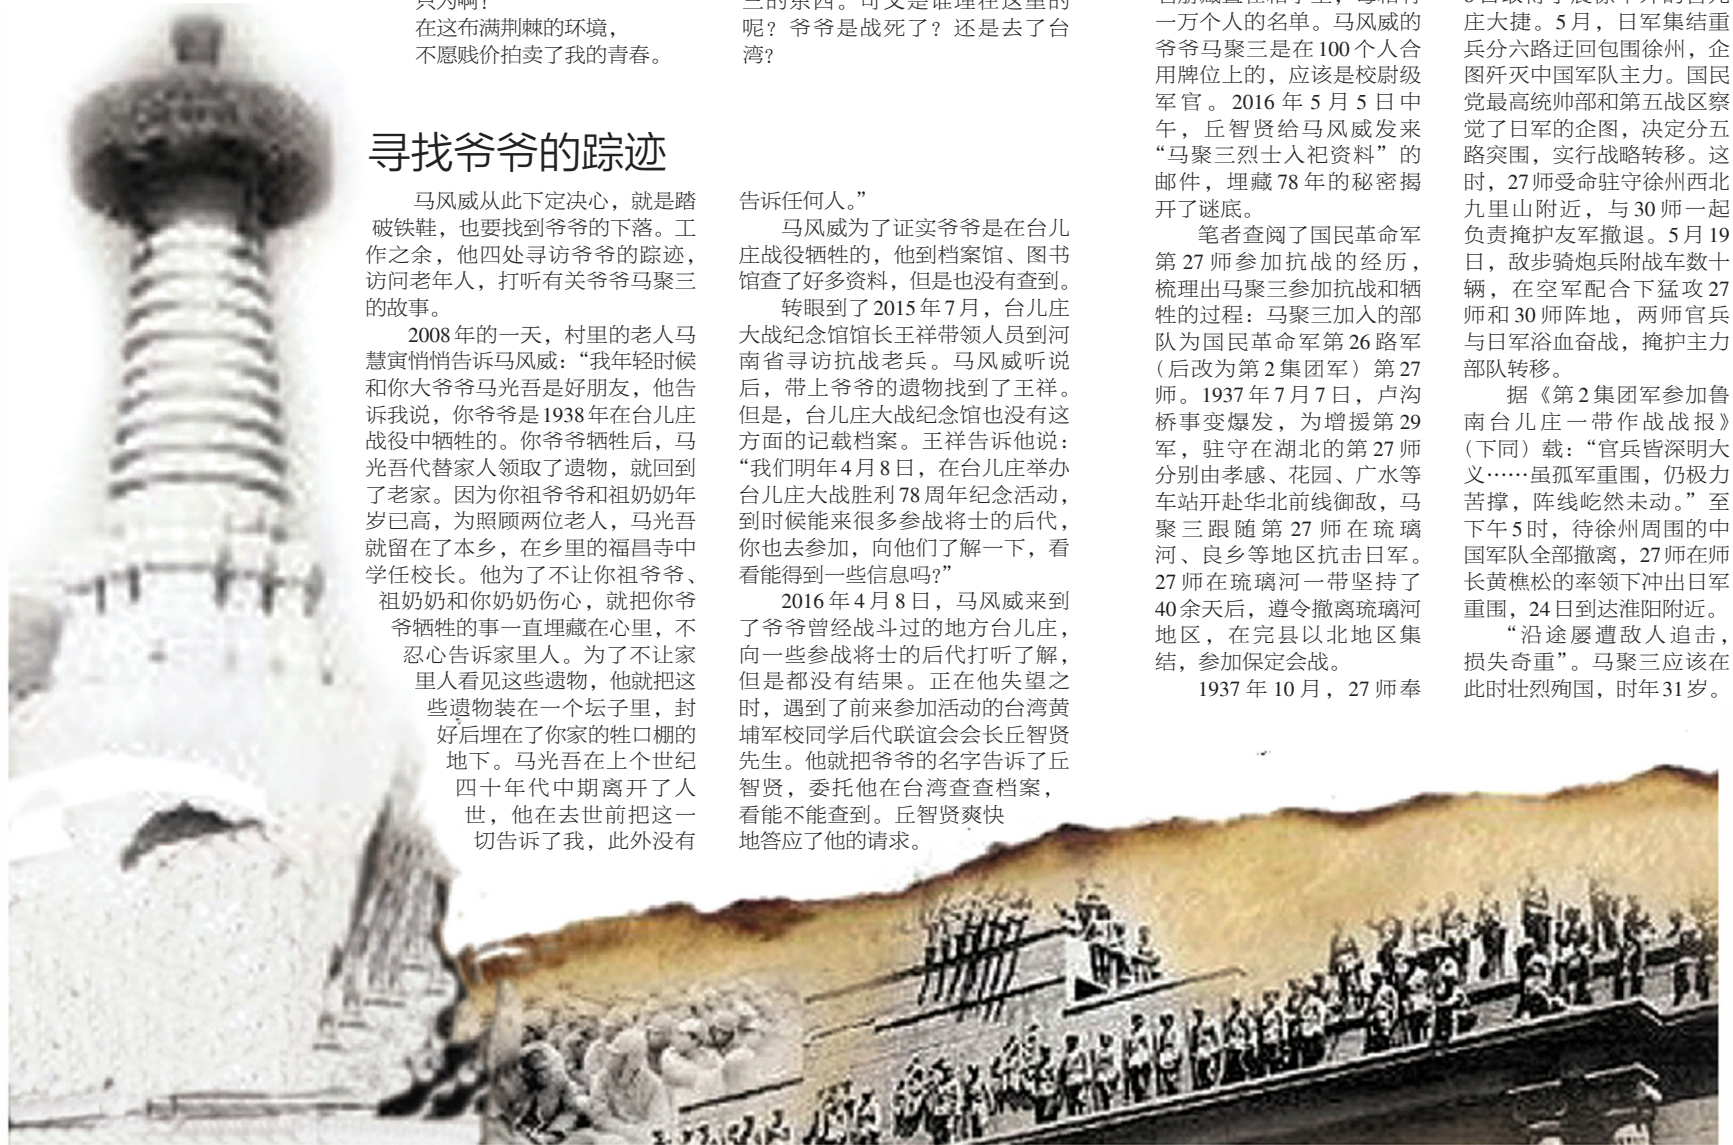 只为啊！
在这布满荆棘的环境，
不愿贱价拍卖了我的青春。
三的东西。可又是谁埋在这里的
呢？爷爷是战死了？还是去了台
湾？
寻找爷爷的踪迹
马风威从此下定决心，就是踏
破铁鞋，也要找到爷爷的下落。工
作之余，他四处寻访爷爷的踪迹，
访问老年人，打听有关爷爷马聚三
的故事。
2008年的一天，村里的老人马
慧寅悄悄告诉马风威：“我年轻时候
和你大爷爷马光吾是好朋友，他告
诉我说，你爷爷是1938年在台儿庄
战役中牺牲的。你爷爷牺牲后，马
光吾代替家人领取了遗物，就回到
了老家。因为你祖爷爷和祖奶奶年
岁已高，为照顾两位老人，马光吾
就留在了本乡，在乡里的福昌寺中
学任校长。他为了不让你祖爷爷、
祖奶奶和你奶奶伤心，就把你爷
爷牺牲的事一直埋藏在心里，不
忍心告诉家里人。为了不让家
里人看见这些遗物，他就把这
些遗物装在一个坛子里，封
好后埋在了你家的牲口棚的
地下。马光吾在上个世纪
四十年代中期离开了人
世，他在去世前把这一
切告诉了我，此外没有
告诉任何人。”
马风威为了证实爷爷是在台儿
庄战役牺牲的，他到档案馆、图书
馆查了好多资料，但是也没有查到。
转眼到了2015年7月，台儿庄
大战纪念馆馆长王祥带领人员到河
南省寻访抗战老兵。马风威听说
后，带上爷爷的遗物找到了王祥。
但是，台儿庄大战纪念馆也没有这
方面的记载档案。王祥告诉他说：
“我们明年4月8日，在台儿庄举办
台儿庄大战胜利78周年纪念活动，
到时候能来很多参战将士的后代，
你也去参加，向他们了解一下，看
看能得到一些信息吗?”
2016年4月8日，马风威来到
了爷爷曾经战斗过的地方台儿庄，
向一些参战将士的后代打听了解，
但是都没有结果。正在他失望之
时，遇到了前来参加活动的台湾黄
埔军校同学后代联谊会会长丘智贤
先生。他就把爷爷的名字告诉了丘
智贤，委托他在台湾查查档案，
看能不能查到。丘智贤爽快
地答应了他的请求。
一万个人的名单。马风威的
爷爷马聚三是在100个人合
用牌位上的，应该是校尉级
军官。2016年5月5日中
午，丘智贤给马风威发来
“马聚三烈士入祀资料”的
邮件，埋藏78年的秘密揭
开了谜底。
笔者查阅了国民革命军
第27师参加抗战的经历，
梳理出马聚三参加抗战和牺
牲的过程：马聚三加入的部
队为国民革命军第26路军
（后改为第2集团军）第27
师。1937年7月7日，卢沟
桥事变爆发，为增援第29
军，驻守在湖北的第27师
分别由孝感、花园、广水等
车站开赴华北前线御敌，马
聚三跟随第27师在琉璃
河、良乡等地区抗击日军。
27师在琉璃河一带坚持了
40余天后，遵令撤离琉璃河
地区，在完县以北地区集
结，参加保定会战。
1937年10月，27师奉
庄大捷。5月，日军集结重
兵分六路迂回包围徐州，企
图歼灭中国军队主力。国民
党最高统帅部和第五战区察
觉了日军的企图，决定分五
路突围，实行战略转移。这
时，27师受命驻守徐州西北
九里山附近，与30师一起
负责掩护友军撤退。5月19
日，敌步骑炮兵附战车数十
辆，在空军配合下猛攻27
师和30师阵地，两师官兵
与日军浴血奋战，掩护主力
部队转移。
据《第2集团军参加鲁
南台儿庄一带作战战报》
（下同）载：“官兵皆深明大
义……虽孤军重围，仍极力
苦撑，阵线屹然未动。”至
下午5时，待徐州周围的中
国军队全部撤离，27师在师
长黄樵松的率领下冲出日军
重围，24日到达淮阳附近。
“沿途屡遭敌人追击，
损失奇重”。马聚三应该在
此时壮烈殉国，时年31岁。